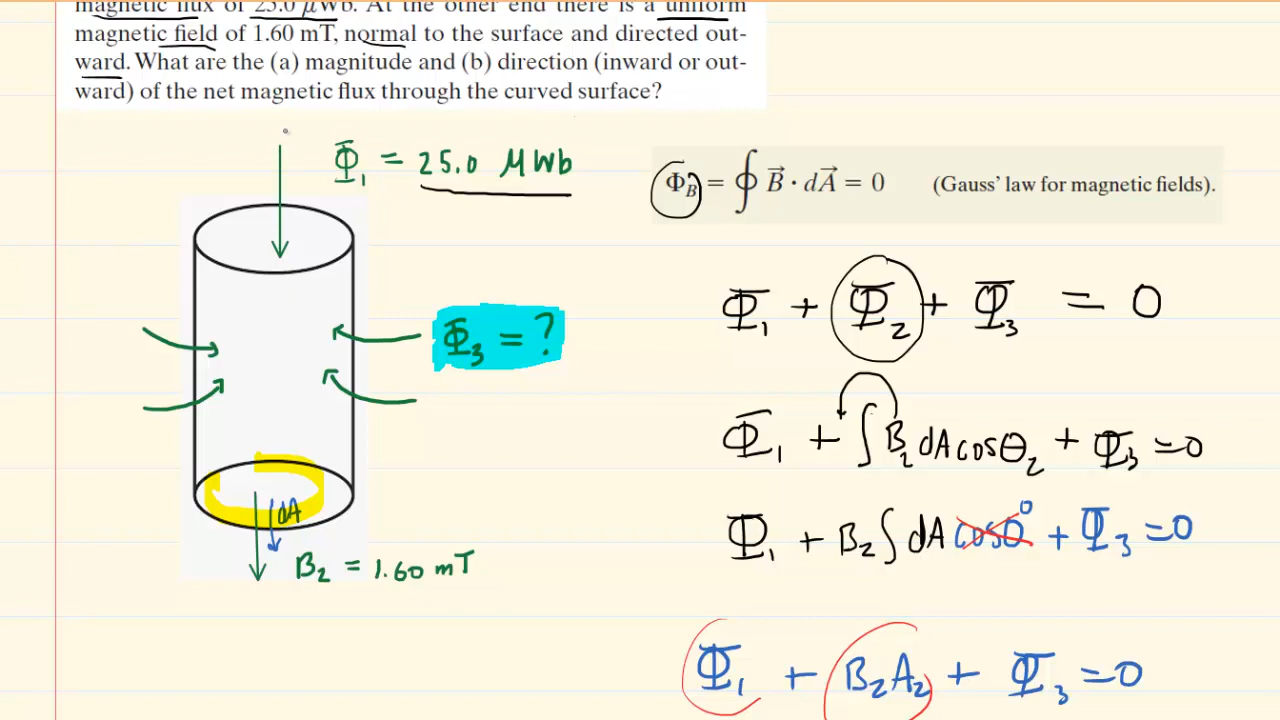 magnetic flux of 25.0 μWb. At the other end there is a uniform
magnetic field of 1.60 mT, normal to the surface and directed out-
ward. What are the (a) magnitude and (b) direction (inward or out-
ward) of the net magnetic flux through the curved surface?
Φ₁ = 25.0 μWb
Φ_B = ∮ B⃗ · dA⃗ = 0 (Gauss’ law for magnetic fields).
Φ₁ + Φ₂ + Φ₃ = 0
Φ₃ = ?
Φ₁ + ∫ B₂ dA cosθ₂ + Φ₃ = 0
dA
Φ₁ + B₂ ∫ dA cos0° + Φ₃ = 0
B₂ = 1.60 mT
Φ₁ + B₂A₂ + Φ₃ = 0